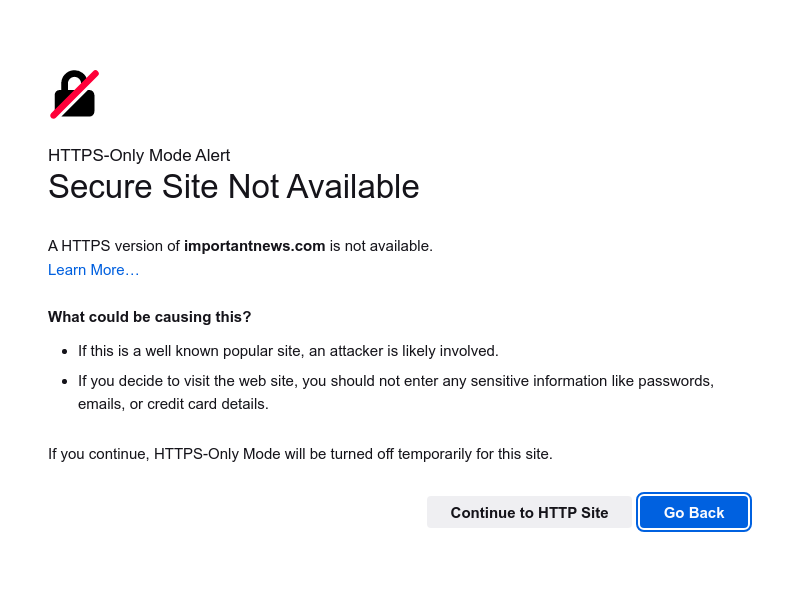 HTTPS-Only Mode Alert
Secure Site Not Available
A HTTPS version of importantnews.com is not available.
Learn More…
What could be causing this?
• If this is a well known popular site, an attacker is likely involved.
• If you decide to visit the web site, you should not enter any sensitive information like passwords,
emails, or credit card details.
If you continue, HTTPS-Only Mode will be turned off temporarily for this site.
Continue to HTTP Site
Go Back